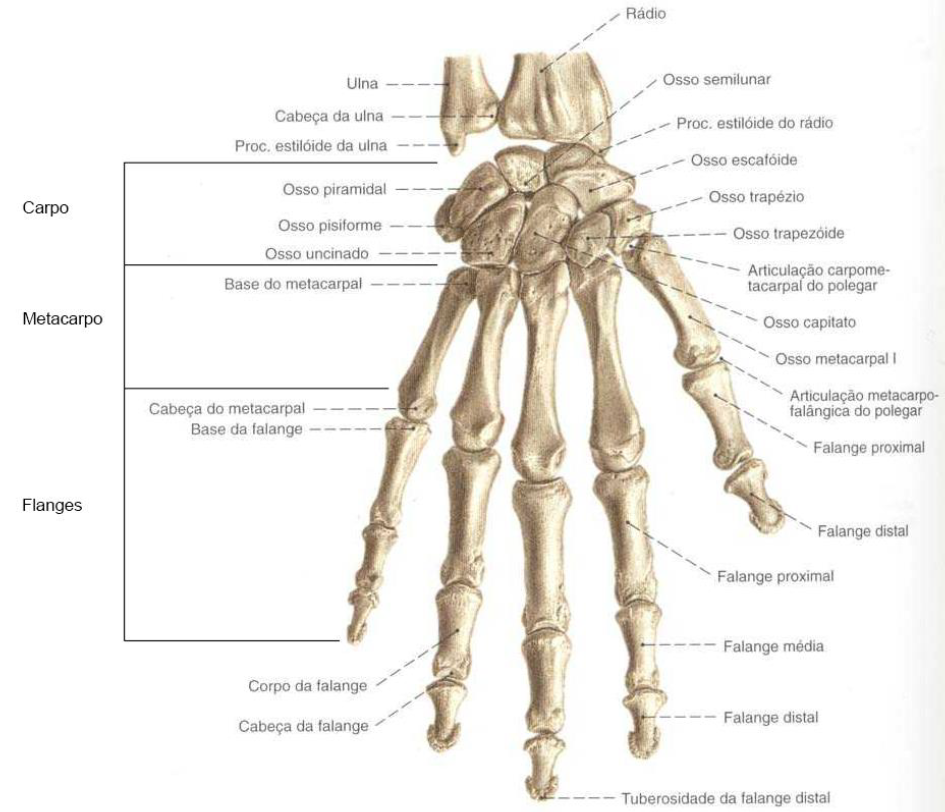 Rádio
Ulna
Osso semilunar
Cabeça da ulna
Proc. estilóide do rádio
Proc. estilóide da ulna
Osso escafóide
Osso piramidal
Osso trapézio
Carpo
Osso pisiforme
Osso trapezóide
Osso uncinado
Articulação carpome-
tacarpal do polegar
Base do metacarpal
Metacarpo
Osso capitato
Osso metacarpal I
Articulação metacarpo-
falângica do polegar
Cabeça do metacarpal
Base da falange
Falange proximal
Flanges
Falange distal
Falange proximal
Falange média
Corpo da falange
Falange distal
Cabeça da falange
Tuberosidade da falange distal